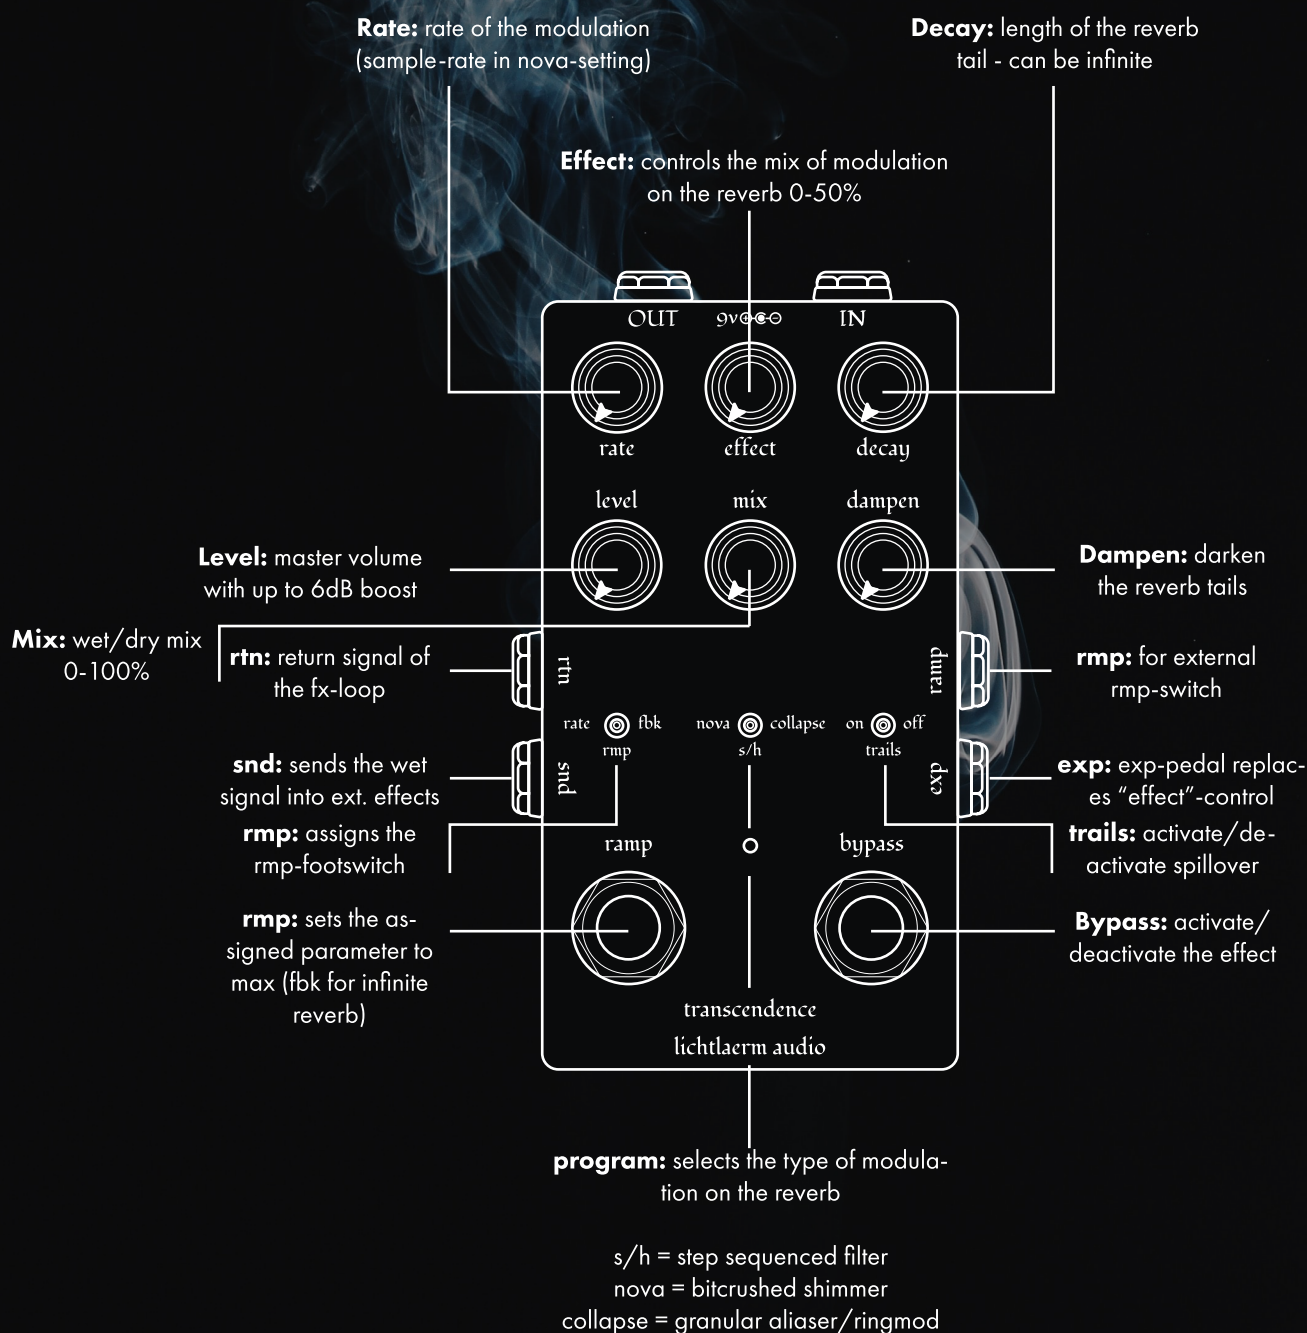 Rate: rate of the modulation
(sample-rate in nova-setting)
Decay: length of the reverb
tail - can be infinite
Effect: controls the mix of modulation
on the reverb 0-50%
OUT
9v
IN
rate
effect
decay
level
mix
dampen
Level: master volume
with up to 6dB boost
Dampen: darken
the reverb tails
Mix: wet/dry mix
0-100%
rtn: return signal of
the fx-loop
rtn
ramp
rmp: for external
rmp-switch
rate
fbk
rmp
nova
collapse
s/h
on
off
trails
snd: sends the wet
signal into ext. effects
snd
exp
exp: exp-pedal replac-
es “effect”-control
rmp: assigns the
rmp-footswitch
trails: activate/de-
activate spillover
ramp
bypass
rmp: sets the as-
signed parameter to
max (fbk for infinite
reverb)
Bypass: activate/
deactivate the effect
transcendence
lichtlaerm audio
program: selects the type of modula-
tion on the reverb
s/h = step sequenced filter
nova = bitcrushed shimmer
collapse = granular aliaser/ringmod